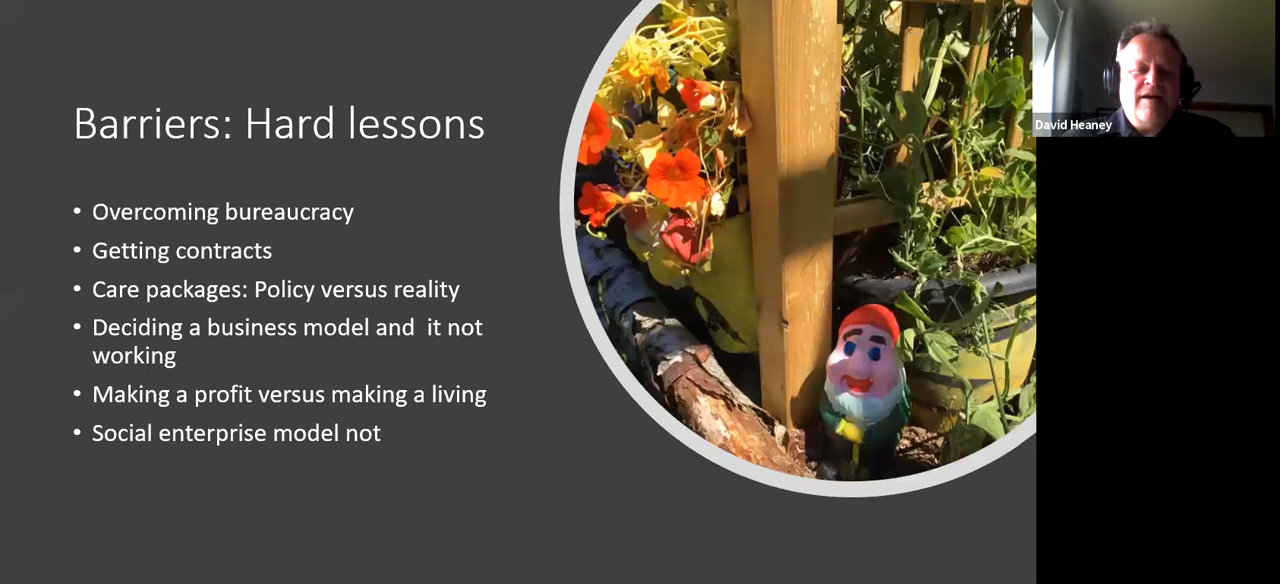 Barriers: Hard lessons
• Overcoming bureaucracy
• Getting contracts
• Care packages: Policy versus reality
• Deciding a business model and  it not
working
• Making a profit versus making a living
• Social enterprise model not
David Heaney